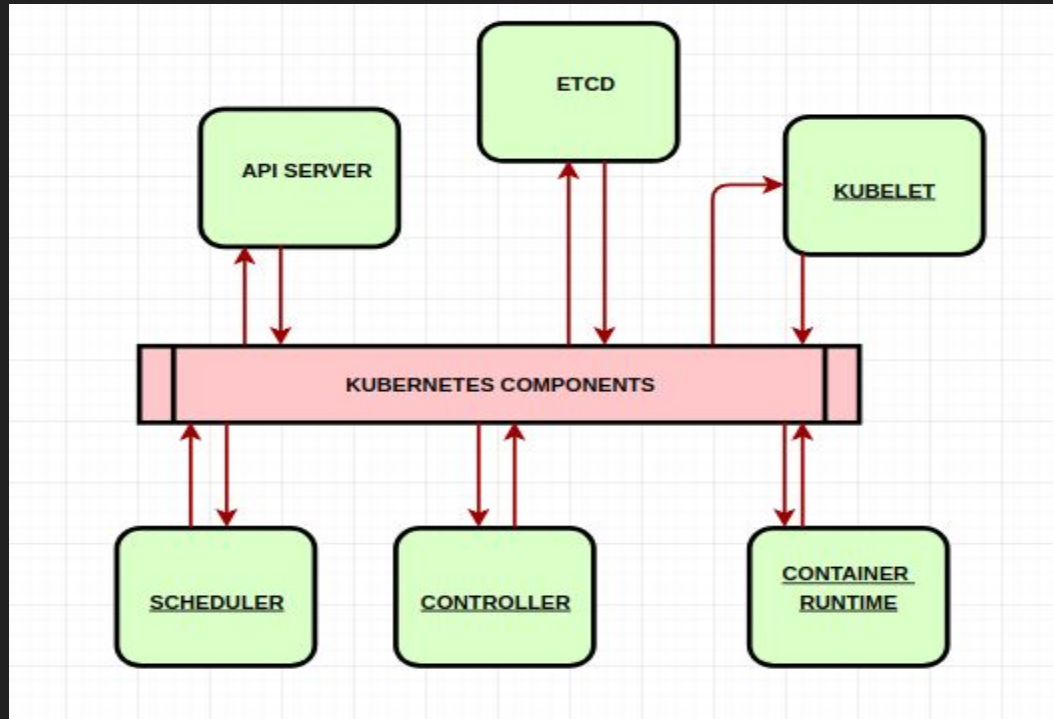 ETCD
API SERVER
KUBELET
KUBERNETES COMPONENTS
SCHEDULER
CONTROLLER
CONTAINER
RUNTIME